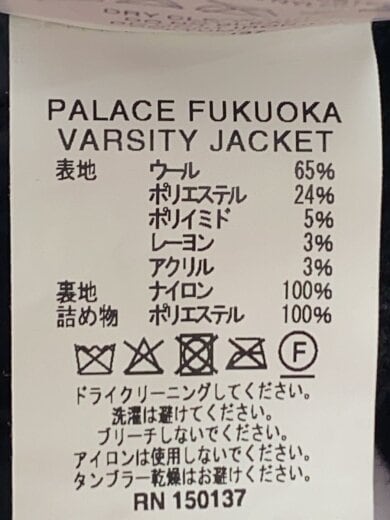 DRY CL
PALACE FUKUOKA
VARSITY JACKET
表地 ウール 65%
ポリエステル 24%
ポリイミド 5%
レーヨン 3%
アクリル 3%
裏地 ナイロン 100%
詰め物 ポリエステル 100%
F
ドライクリーニングしてください。
洗濯は避けてください。
ブリーチしないでください。
アイロンは使用しないでください。
タンブラー乾燥はお避けください。
RN 150137